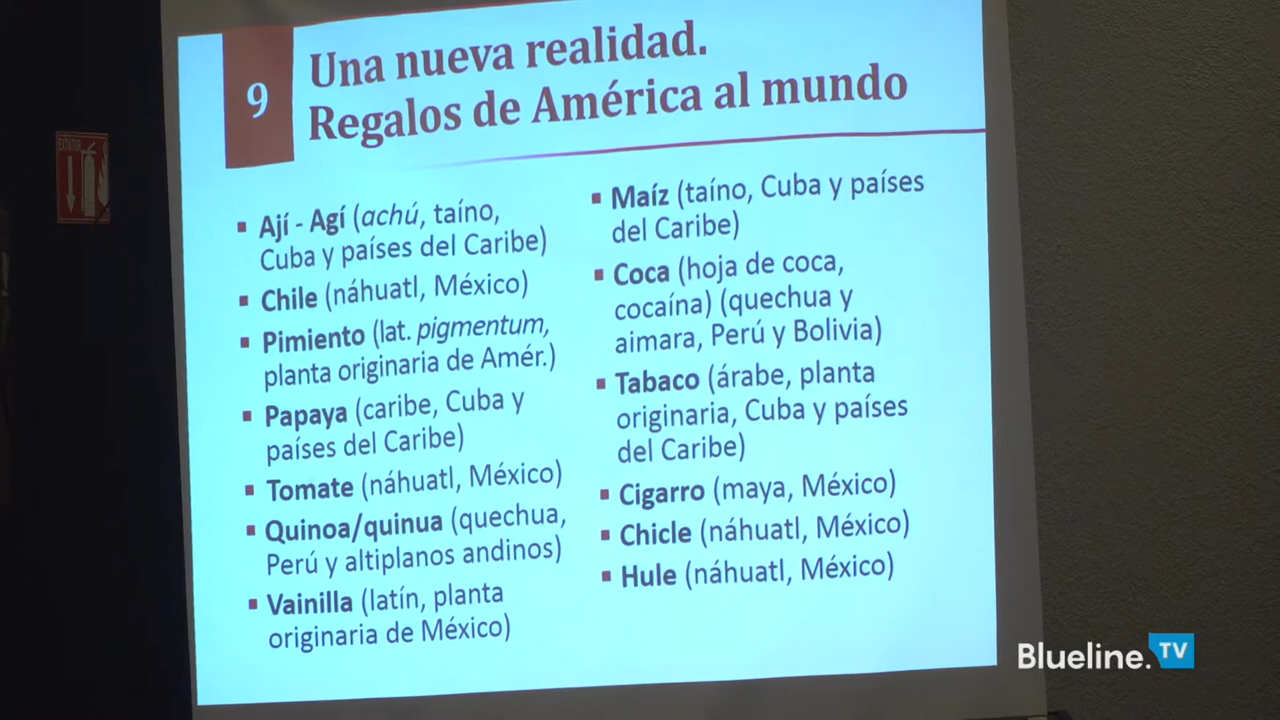 9
Una nueva realidad.
Regalos de América al mundo
EXTINTOR
▪ Ají - Agí (achú, taíno,
Cuba y países del Caribe)
▪ Chile (náhuatl, México)
▪ Pimiento (lat. pigmentum,
planta originaria de Amér.)
▪ Papaya (caribe, Cuba y
países del Caribe)
▪ Tomate (náhuatl, México)
▪ Quinoa/quinua (quechua,
Perú y altiplanos andinos)
▪ Vainilla (latín, planta
originaria de México)
▪ Maíz (taíno, Cuba y países
del Caribe)
▪ Coca (hoja de coca,
cocaína) (quechua y
aimara, Perú y Bolivia)
▪ Tabaco (árabe, planta
originaria, Cuba y países
del Caribe)
▪ Cigarro (maya, México)
▪ Chicle (náhuatl, México)
▪ Hule (náhuatl, México)
Blueline.TV